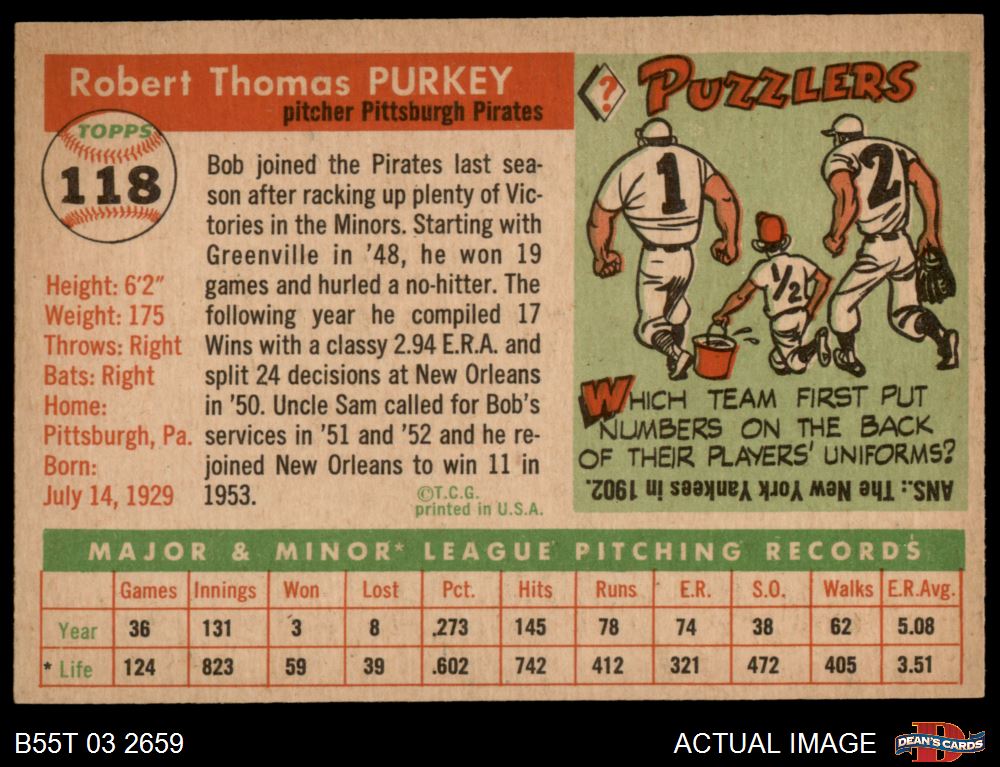 Robert Thomas PURKEY
pitcher Pittsburgh Pirates
TOPPS
118
Height: 6'2"
Weight: 175
Throws: Right
Bats: Right
Home:
Pittsburgh, Pa.
Born:
July 14, 1929
Bob joined the Pirates last sea-
son after racking up plenty of Vic-
tories in the Minors. Starting with
Greenville in '48, he won 19
games and hurled a no-hitter. The
following year he compiled 17
Wins with a classy 2.94 E.R.A. and
split 24 decisions at New Orleans
in '50. Uncle Sam called for Bob's
services in '51 and '52 and he re-
joined New Orleans to win 11 in
1953.
©T.C.G.
printed in U.S.A.
? PUZZLERS
1
2
1/2
WHICH TEAM FIRST PUT
NUMBERS ON THE BACK
OF THEIR PLAYERS' UNIFORMS?
ANS.: The New York Yankees in 1902.
MAJOR & MINOR* LEAGUE PITCHING RECORDS
Games Innings Won Lost Pct. Hits Runs E.R. S.O. Walks E.R.Avg.
Year 36 131 3 8 .273 145 78 74 38 62 5.08
* Life 124 823 59 39 .602 742 412 321 472 405 3.51
B55T 03 2659
ACTUAL IMAGE
D
DEAN'S CARDS